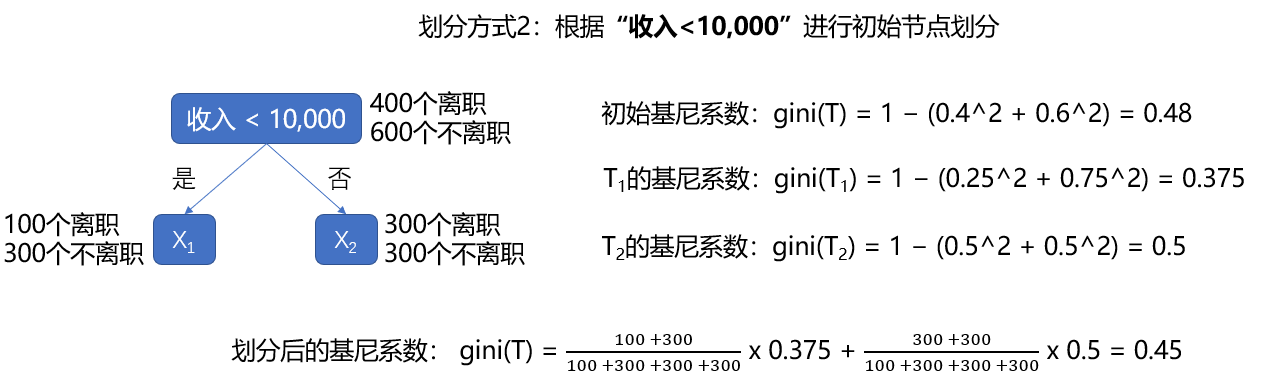 划分方式2：根据“收入<10,000”进行初始节点划分
收入 < 10,000
400个离职
600个不离职
是
否
100个离职
300个不离职
X₁
X₂
300个离职
300个不离职
初始基尼系数：gini(T) = 1 − (0.4^2 + 0.6^2) = 0.48
T₁的基尼系数：gini(T₁) = 1 − (0.25^2 + 0.75^2) = 0.375
T₂的基尼系数：gini(T₂) = 1 − (0.5^2 + 0.5^2) = 0.5
划分后的基尼系数： gini(T) = (100 +300)/(100 +300 +300 +300) x 0.375 + (300 +300)/(100 +300 +300 +300) x 0.5 = 0.45